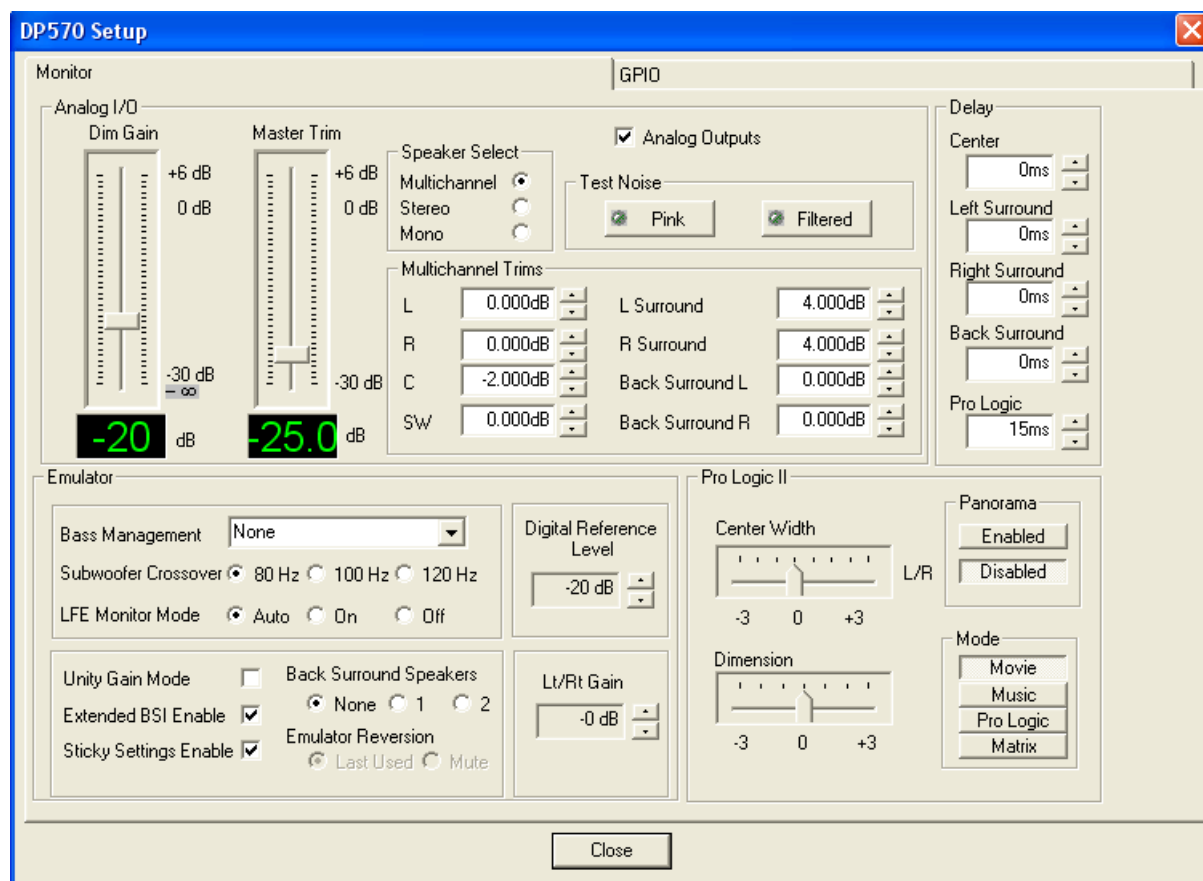 DP570 Setup
Monitor
GPIO
Analog I/O
Dim Gain
+6 dB
0 dB
-30 dB
- ∞
-20 dB
Master Trim
+6 dB
0 dB
-30 dB
-25.0 dB
Speaker Select
Multichannel
Stereo
Mono
Analog Outputs
Test Noise
Pink
Filtered
Multichannel Trims
L 0.000dB
R 0.000dB
C -2.000dB
SW 0.000dB
L Surround 4.000dB
R Surround 4.000dB
Back Surround L 0.000dB
Back Surround R 0.000dB
Delay
Center
0ms
Left Surround
0ms
Right Surround
0ms
Back Surround
0ms
Pro Logic
15ms
Emulator
Bass Management None
Subwoofer Crossover 80 Hz 100 Hz 120 Hz
LFE Monitor Mode Auto On Off
Digital Reference
Level
-20 dB
Unity Gain Mode
Extended BSI Enable
Sticky Settings Enable
Back Surround Speakers
None 1 2
Emulator Reversion
Last Used Mute
Lt/Rt Gain
-0 dB
Pro Logic II
Center Width
L/R
-3 0 +3
Dimension
-3 0 +3
Panorama
Enabled
Disabled
Mode
Movie
Music
Pro Logic
Matrix
Close